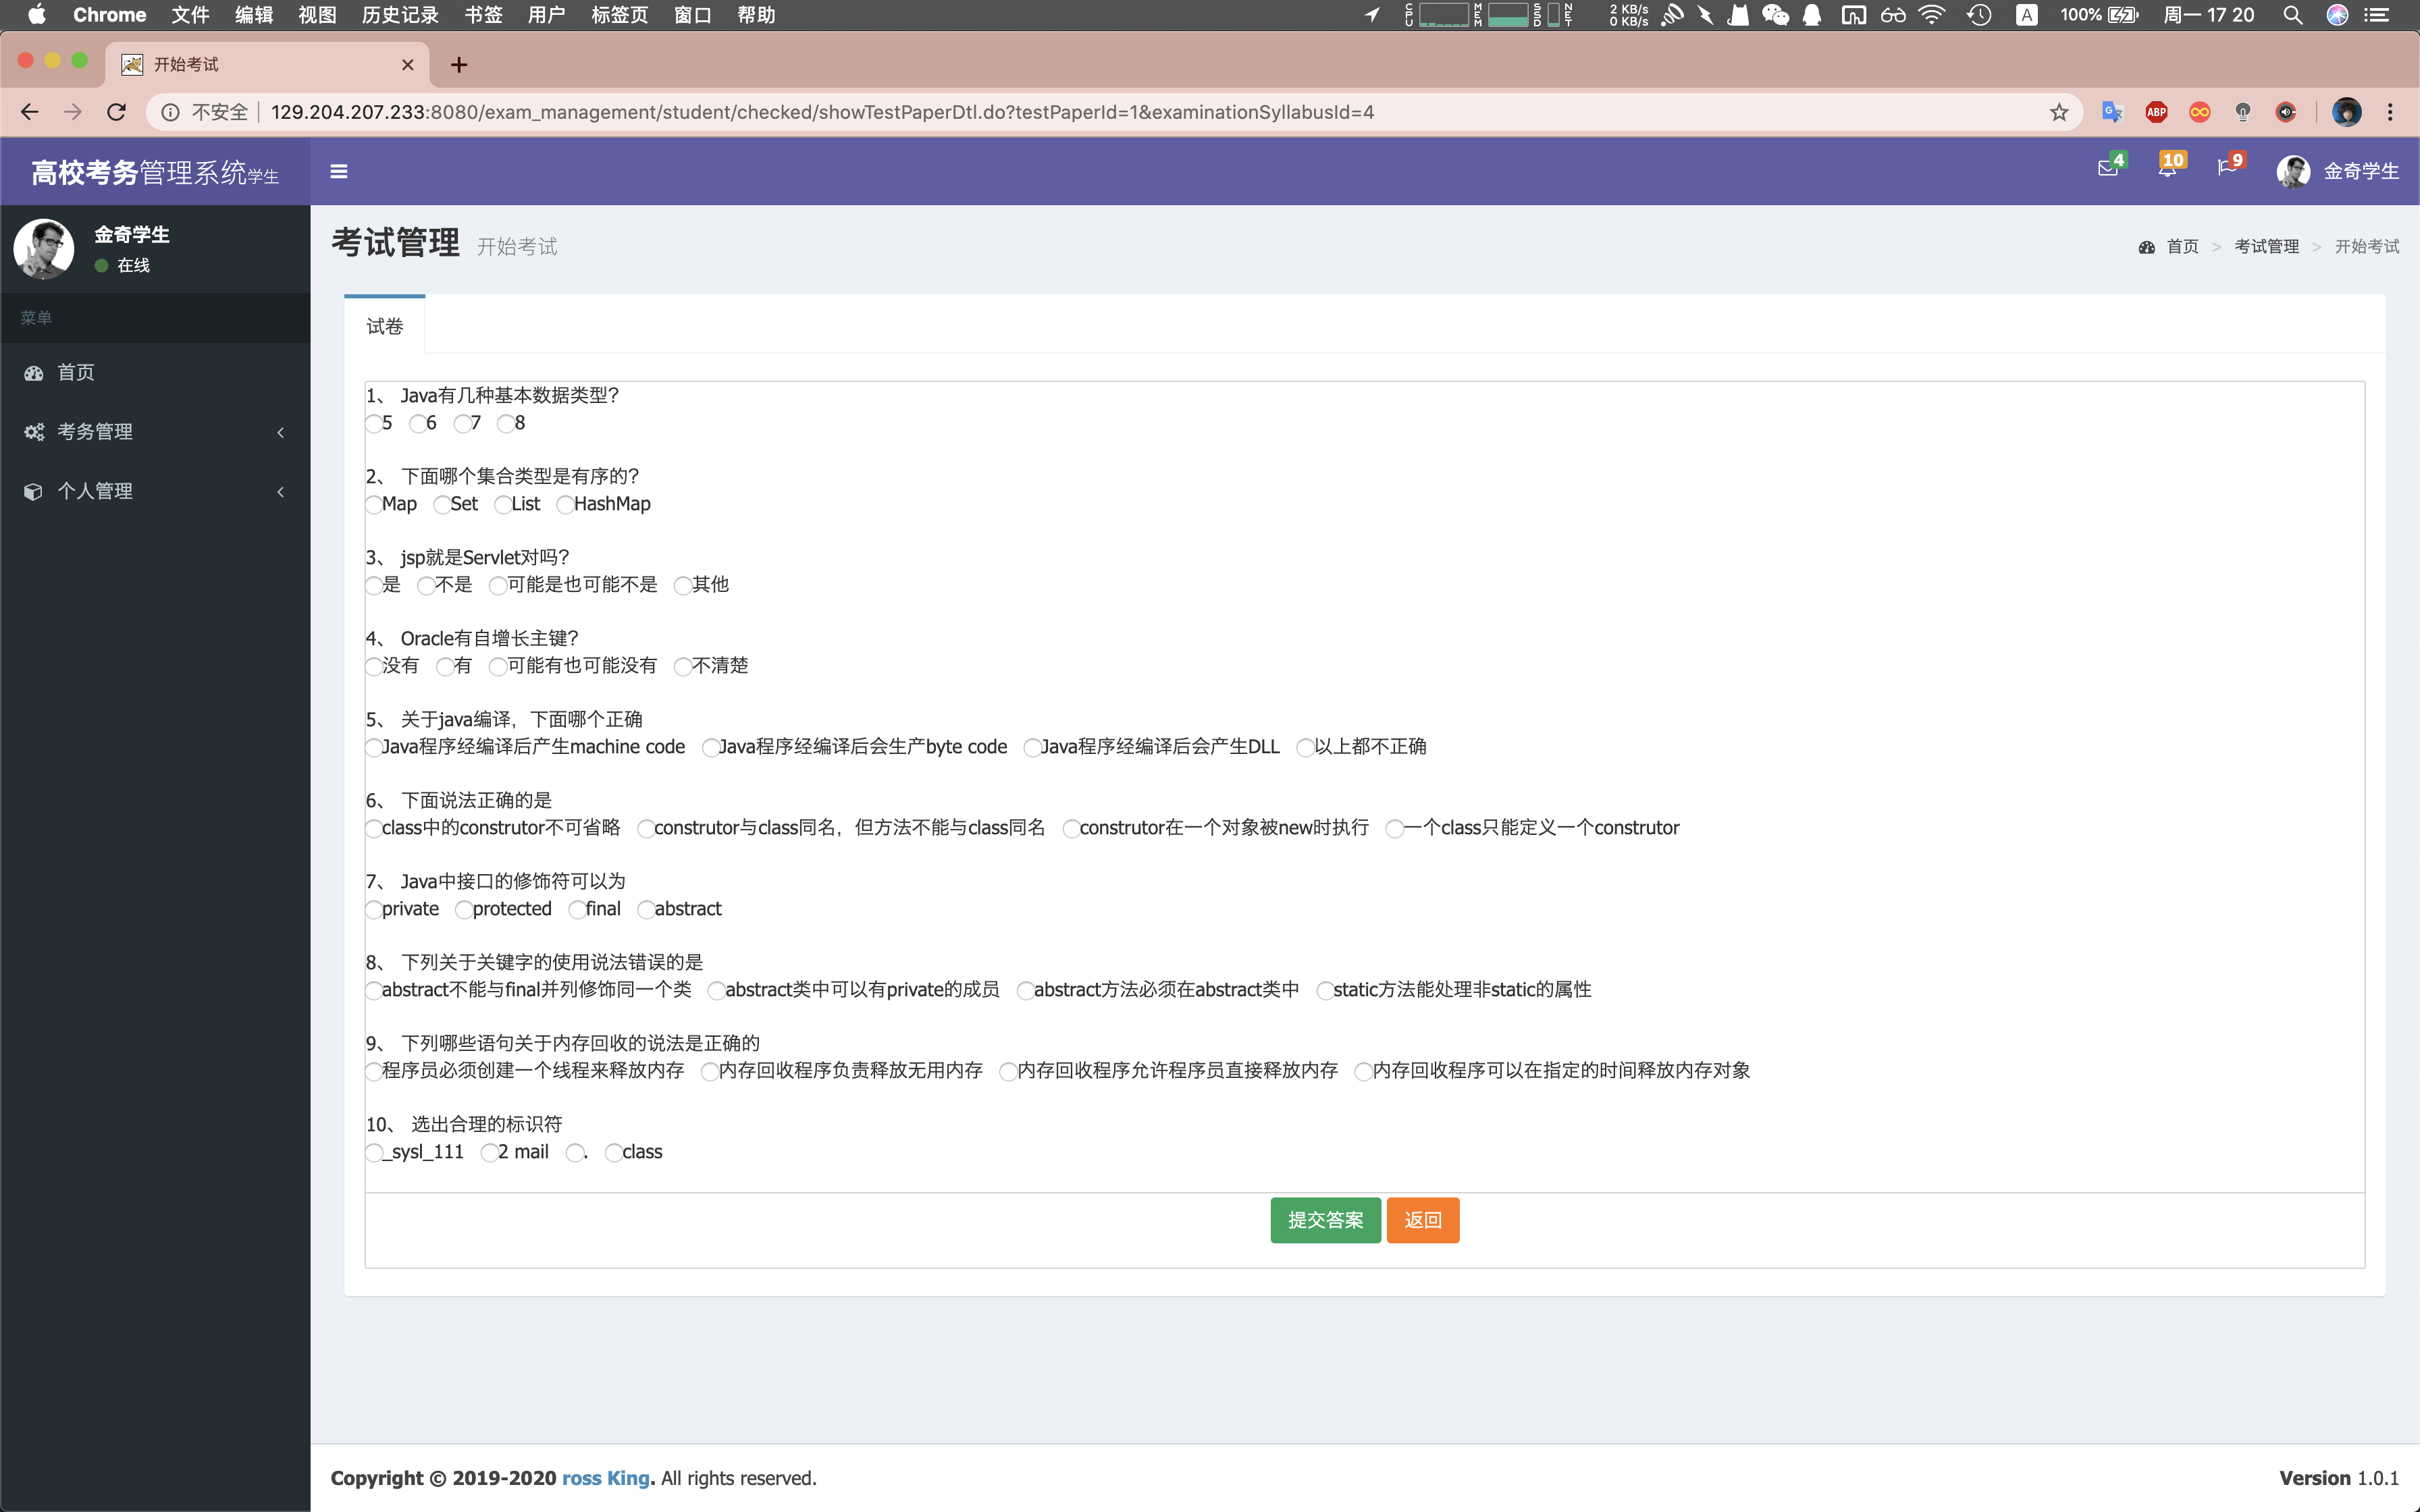 Chrome 文件 编辑 视图 历史记录 书签 用户 标签页 窗口 帮助
CPU MEM SSD NET 2 KB/s 0 KB/s A 100% 周一 17 20
开始考试
不安全 129.204.207.233:8080/exam_management/student/checked/showTestPaperDtl.do?testPaperId=1&examinationSyllabusId=4
ABP
高校考务管理系统学生
4 10 9 金奇学生
金奇学生
在线
菜单
首页
考务管理
个人管理
考试管理 开始考试
首页 > 考试管理 > 开始考试
试卷
1、 Java有几种基本数据类型?
5 6 7 8
2、 下面哪个集合类型是有序的?
Map Set List HashMap
3、 jsp就是Servlet对吗?
是 不是 可能是也可能不是 其他
4、 Oracle有自增长主键?
没有 有 可能有也可能没有 不清楚
5、 关于java编译，下面哪个正确
Java程序经编译后产生machine code Java程序经编译后会生产byte code Java程序经编译后会产生DLL 以上都不正确
6、 下面说法正确的是
class中的construtor不可省略 construtor与class同名，但方法不能与class同名 construtor在一个对象被new时执行 一个class只能定义一个construtor
7、 Java中接口的修饰符可以为
private protected final abstract
8、 下列关于关键字的使用说法错误的是
abstract不能与final并列修饰同一个类 abstract类中可以有private的成员 abstract方法必须在abstract类中 static方法能处理非static的属性
9、 下列哪些语句关于内存回收的说法是正确的
程序员必须创建一个线程来释放内存 内存回收程序负责释放无用内存 内存回收程序允许程序员直接释放内存 内存回收程序可以在指定的时间释放内存对象
10、 选出合理的标识符
_sysl_111 2 mail . class
提交答案 返回
Copyright © 2019-2020 ross King. All rights reserved.
Version 1.0.1